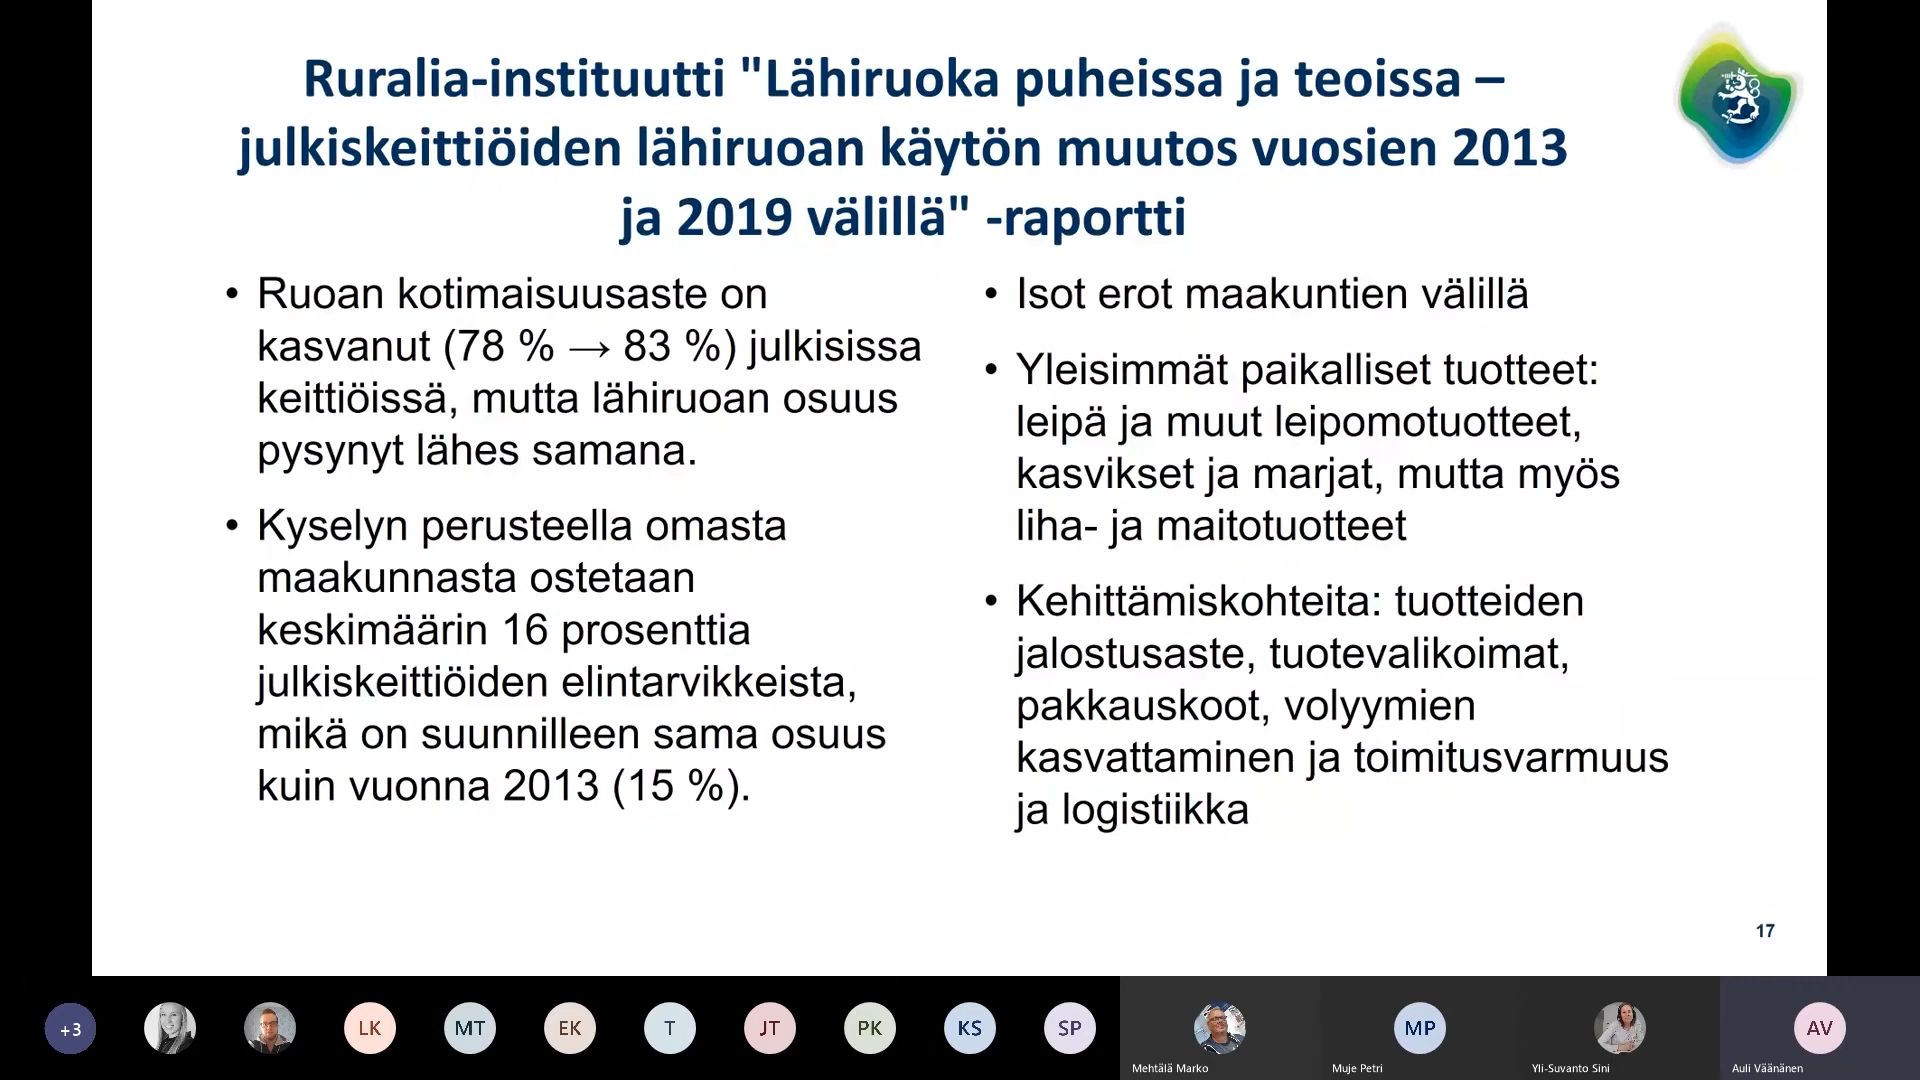 Ruralia-instituutti "Lähiruoka puheissa ja teoissa –
julkiskeittiöiden lähiruoan käytön muutos vuosien 2013
ja 2019 välillä" -raportti
• Ruoan kotimaisuusaste on
kasvanut (78 % → 83 %) julkisissa
keittiöissä, mutta lähiruoan osuus
pysynyt lähes samana.
• Kyselyn perusteella omasta
maakunnasta ostetaan
keskimäärin 16 prosenttia
julkiskeittiöiden elintarvikkeista,
mikä on suunnilleen sama osuus
kuin vuonna 2013 (15 %).
• Isot erot maakuntien välillä
• Yleisimmät paikalliset tuotteet:
leipä ja muut leipomotuotteet,
kasvikset ja marjat, mutta myös
liha- ja maitotuotteet
• Kehittämiskohteita: tuotteiden
jalostusaste, tuotevalikoimat,
pakkauskoot, volyymien
kasvattaminen ja toimitusvarmuus
ja logistiikka
17
+3 LK MT EK T JT PK KS SP MP AV
Mehtälä Marko Muje Petri Yli-Suvanto Sini Auli Väänänen